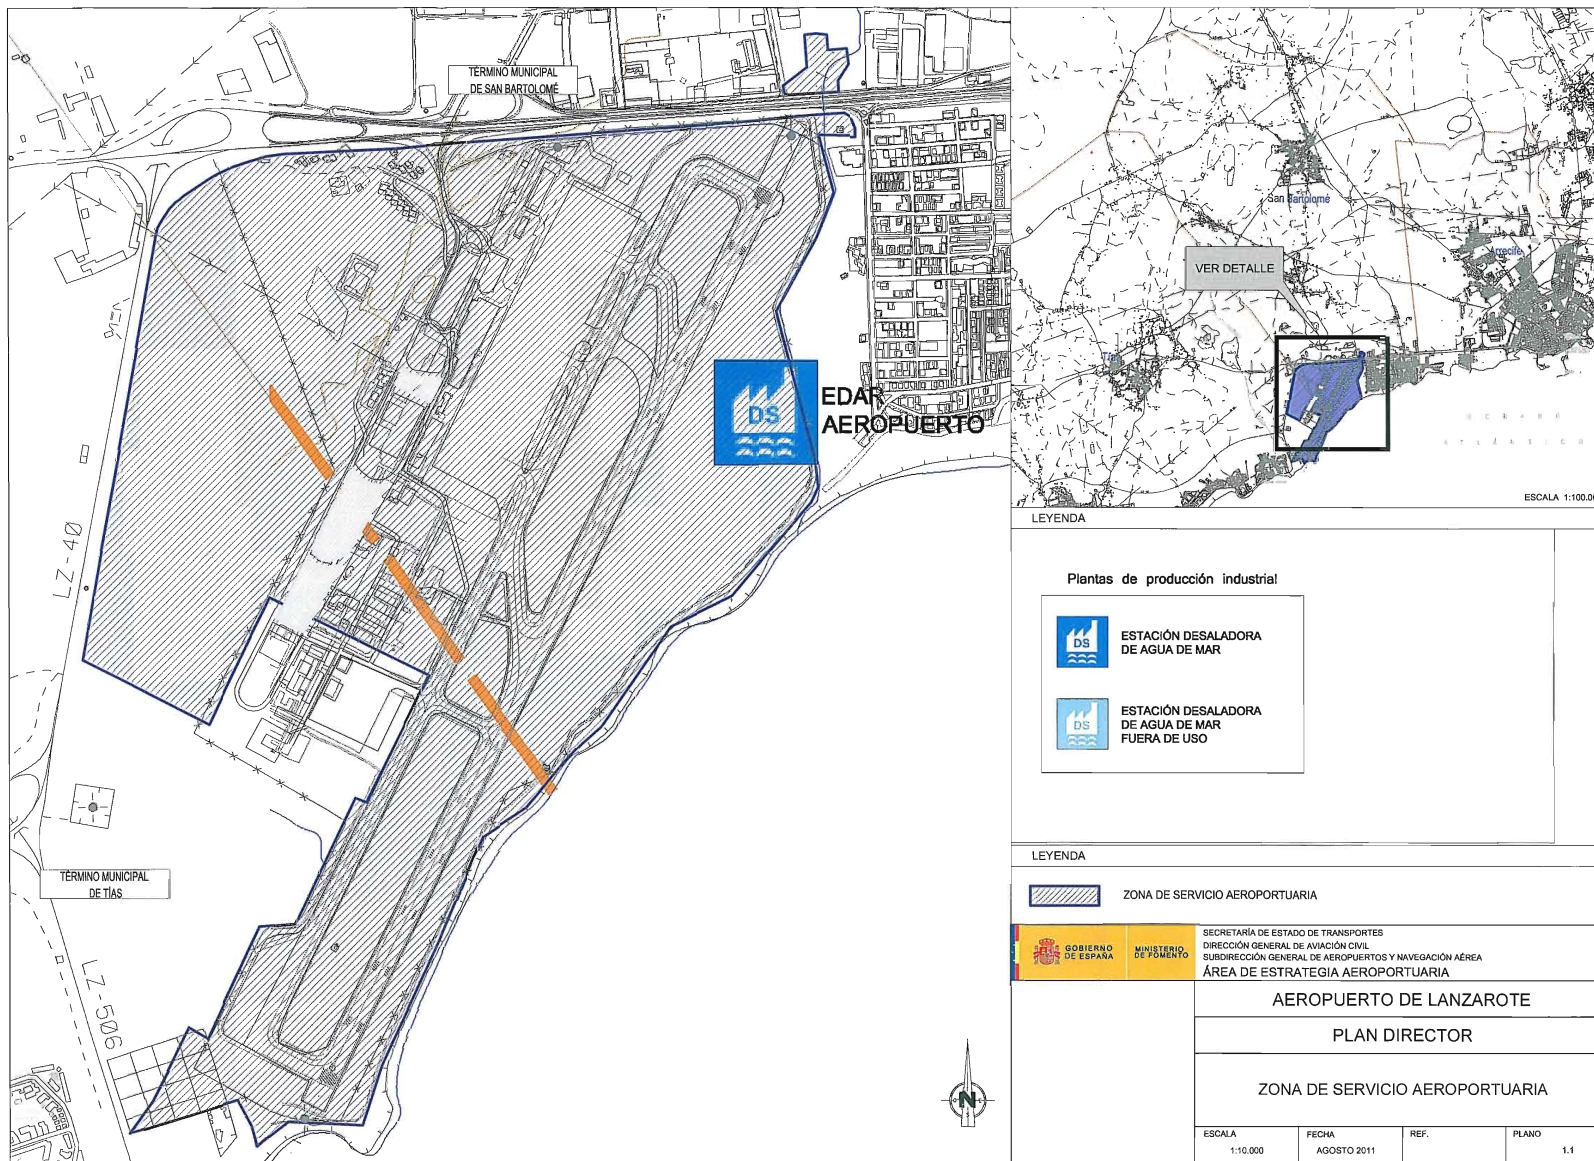 TÉRMINO MUNICIPAL
DE SAN BARTOLOMÉ
LZ-40
DS
EDAR
AEROPUERTO
TÉRMINO MUNICIPAL
DE TÍAS
LZ-506
N
San Bartolomé
Arrecife
VER DETALLE
Tías
ESCALA 1:100.00
LEYENDA
Plantas de producción industrial
DS
ESTACIÓN DESALADORA
DE AGUA DE MAR
DS
ESTACIÓN DESALADORA
DE AGUA DE MAR
FUERA DE USO
LEYENDA
ZONA DE SERVICIO AEROPORTUARIA
GOBIERNO
DE ESPAÑA
MINISTERIO
DE FOMENTO
SECRETARÍA DE ESTADO DE TRANSPORTES
DIRECCIÓN GENERAL DE AVIACIÓN CIVIL
SUBDIRECCIÓN GENERAL DE AEROPUERTOS Y NAVEGACIÓN AÉREA
ÁREA DE ESTRATEGIA AEROPORTUARIA
AEROPUERTO DE LANZAROTE
PLAN DIRECTOR
ZONA DE SERVICIO AEROPORTUARIA
ESCALA
1:10.000
FECHA
AGOSTO 2011
REF.
PLANO
1.1